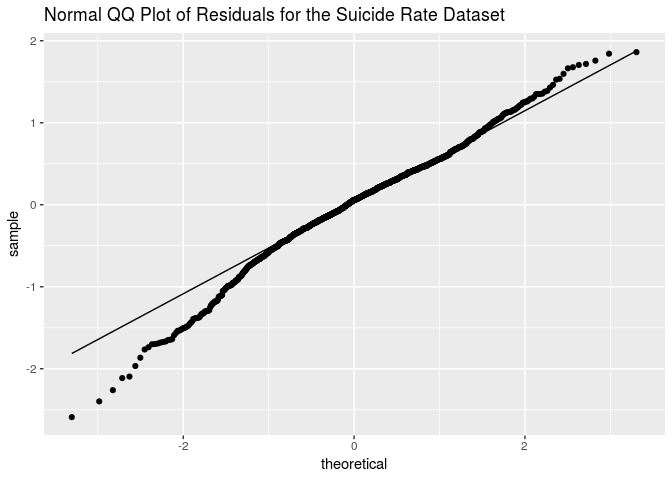 Normal QQ Plot of Residuals for the Suicide Rate Dataset
2
1
0
-1
-2
sample
-2
0
2
theoretical